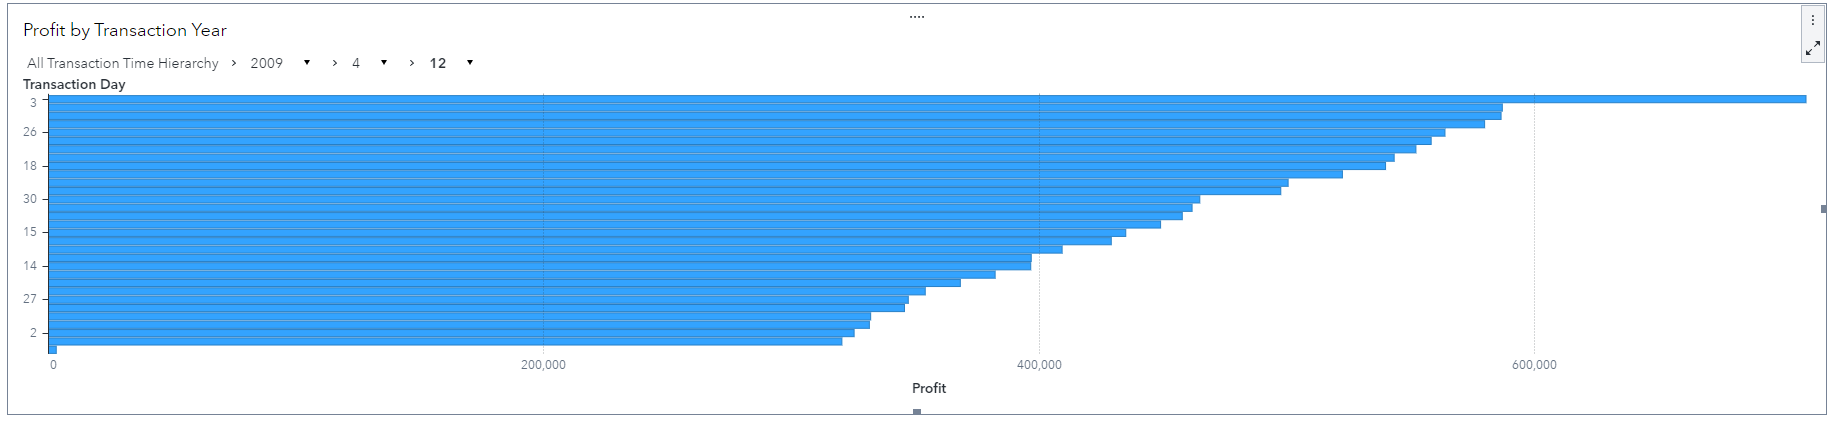 Profit by Transaction Year
All Transaction Time Hierarchy > 2009 > 4 > 12
Transaction Day
3
26
18
30
15
14
27
2
0 200,000 400,000 600,000
Profit